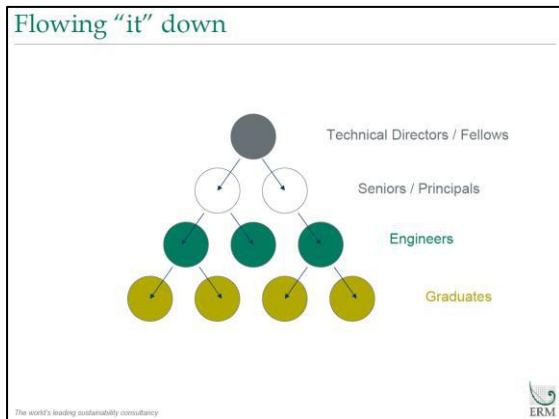 Flowing “it” down
Technical Directors / Fellows
Seniors / Principals
Engineers
Graduates
The world's leading sustainability consultancy
ERM